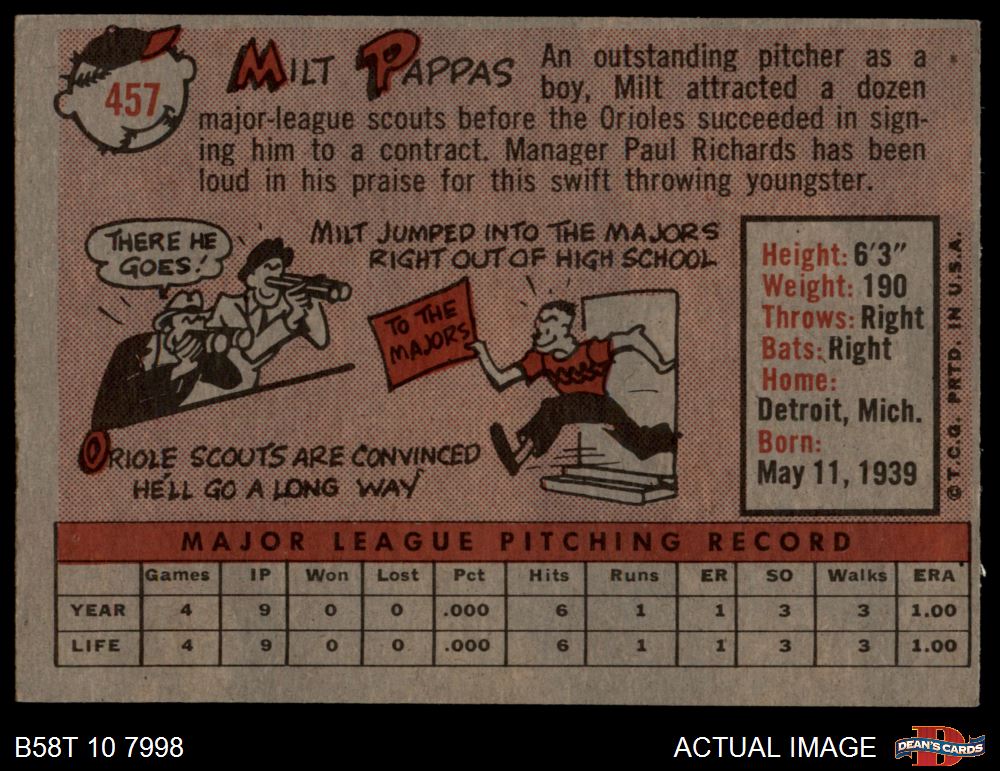 457
MILT PAPPAS
An outstanding pitcher as a
boy, Milt attracted a dozen
major-league scouts before the Orioles succeeded in sign-
ing him to a contract. Manager Paul Richards has been
loud in his praise for this swift throwing youngster.
THERE HE
GOES!
MILT JUMPED INTO THE MAJORS
RIGHT OUT OF HIGH SCHOOL
TO THE
MAJORS
ORIOLE SCOUTS ARE CONVINCED
HE'LL GO A LONG WAY
Height: 6'3"
Weight: 190
Throws: Right
Bats: Right
Home:
Detroit, Mich.
Born:
May 11, 1939
©T.C.G. PRTD. IN U.S.A.
MAJOR LEAGUE PITCHING RECORD
Games IP Won Lost Pct Hits Runs ER SO Walks ERA
YEAR 4 9 0 0 .000 6 1 1 3 3 1.00
LIFE 4 9 0 0 .000 6 1 1 3 3 1.00
B58T 10 7998
ACTUAL IMAGE
D
DEAN'S CARDS